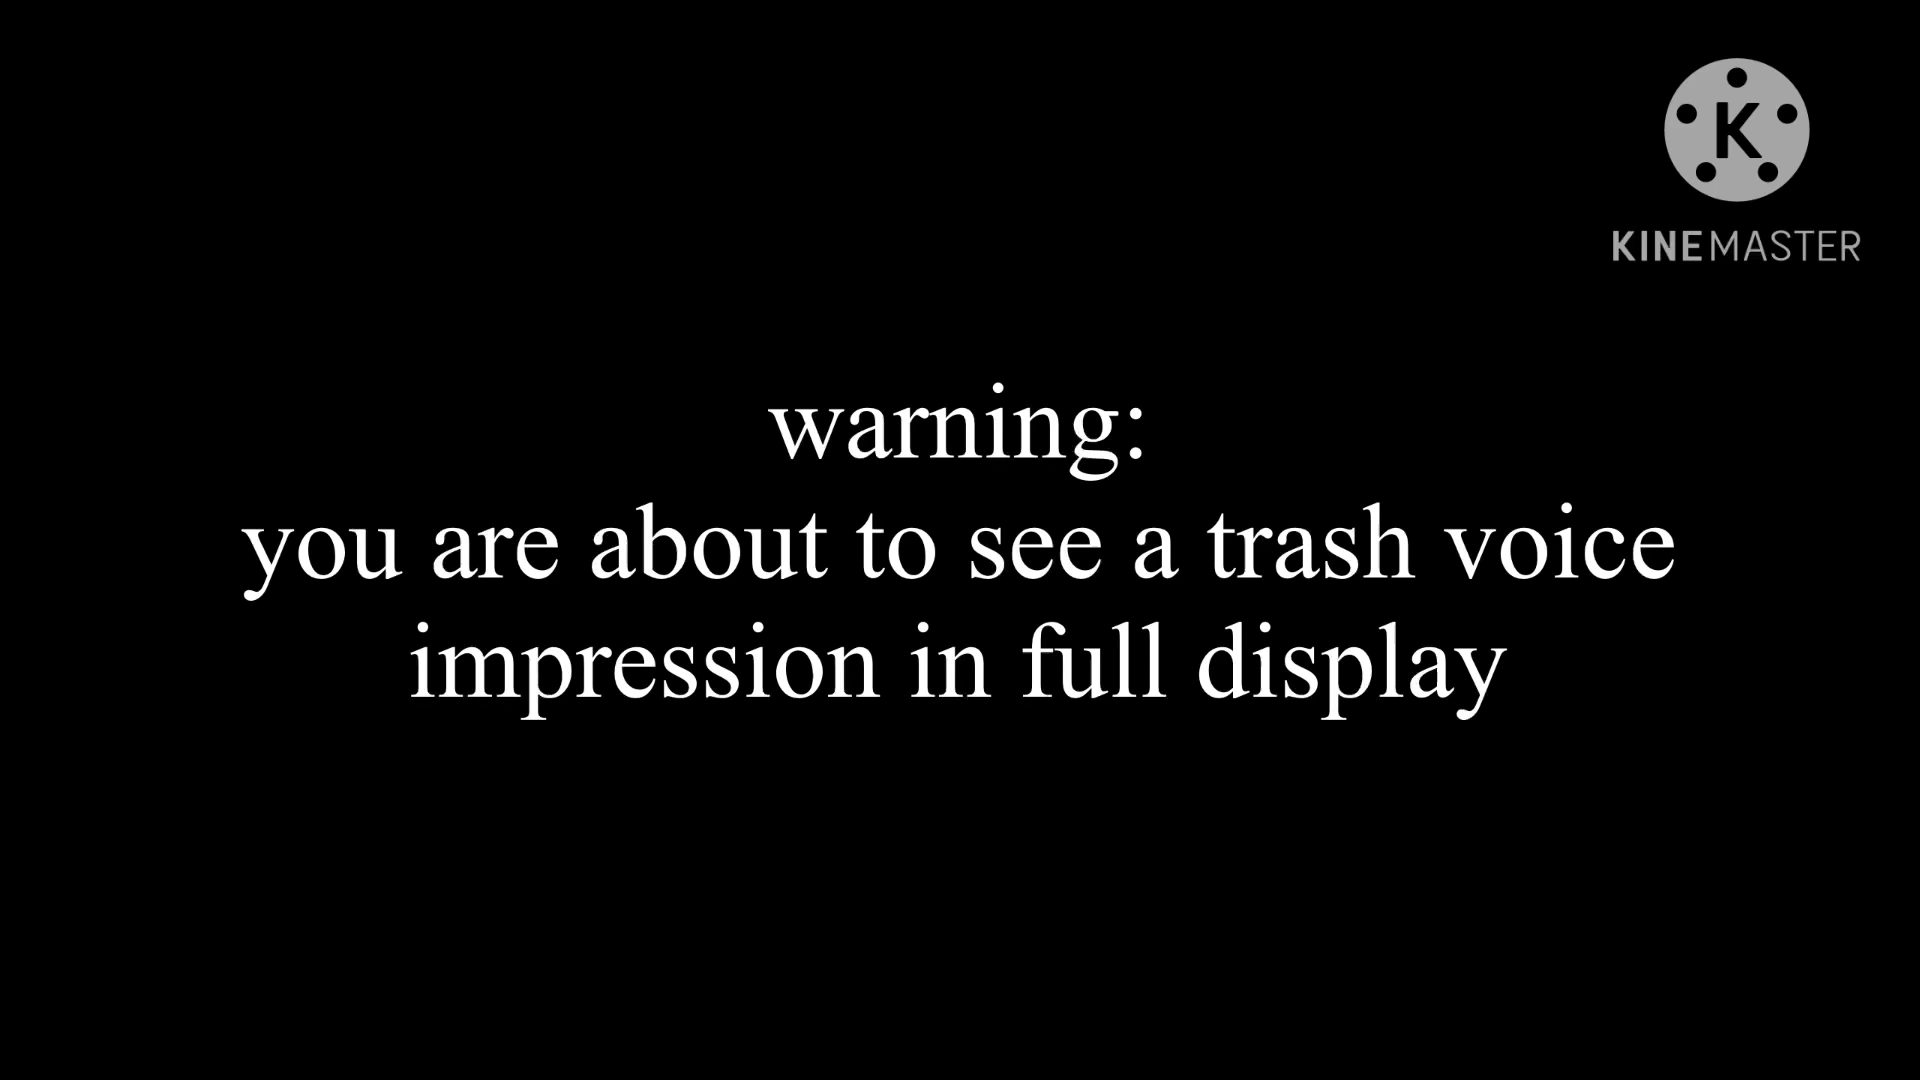 K
KINEMASTER
warning:
you are about to see a trash voice
impression in full display